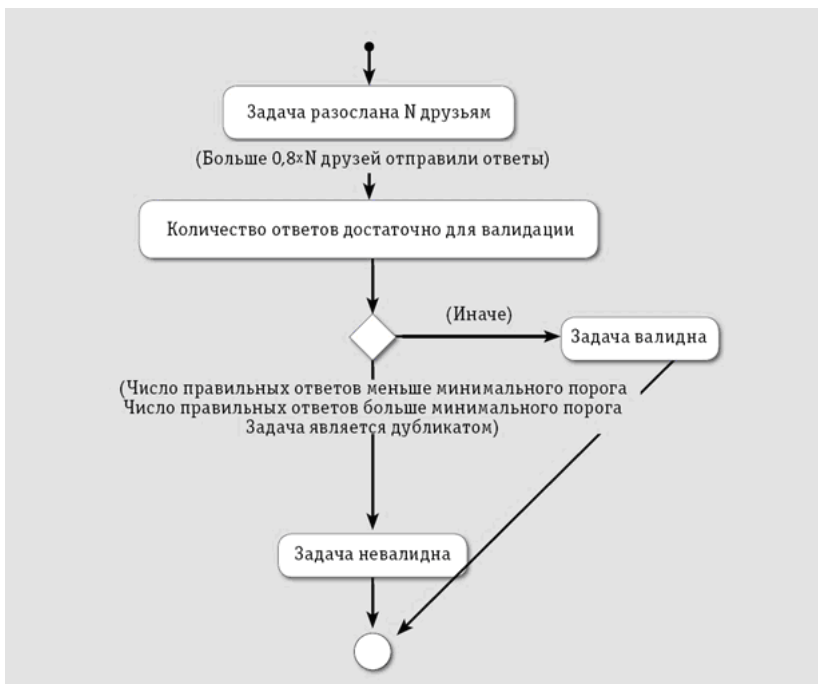 Задача разослана N друзьям
(Больше 0,8xN друзей отправили ответы)
Количество ответов достаточно для валидации
(Иначе)
Задача валидна
(Число правильных ответов меньше минимального порога
Число правильных ответов больше минимального порога
Задача является дубликатом)
Задача невалидна